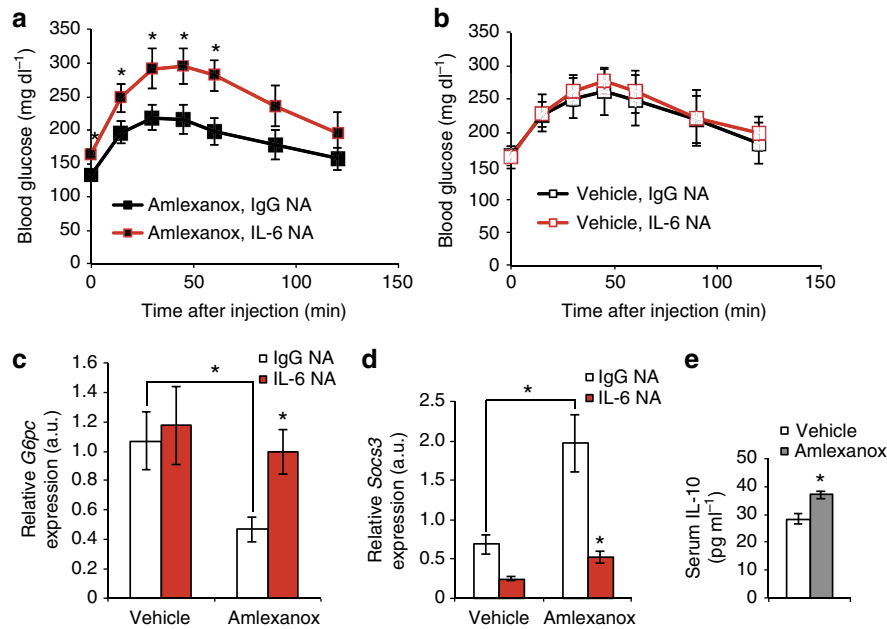 a
Blood glucose (mg dl⁻¹)
350
300
250
200
150
200
50
0
* * * * * *
Amlexanox, IgG NA
Amlexanox, IL-6 NA
0 50 100 150
Time after injection (min)
b
Blood glucose (mg dl⁻¹)
350
300
250
200
150
200
50
0
Vehicle, IgG NA
Vehicle, IL-6 NA
0 50 100 150
Time after injection (min)
c
Relative G6pc
expression (a.u.)
1.6
1.4
1.2
1.0
0.8
0.6
0.4
0.2
0
IgG NA
IL-6 NA
*
*
Vehicle Amlexanox
d
Relative Socs3
expression (a.u.)
2.5
2.0
1.5
1.0
0.5
0
IgG NA
IL-6 NA
*
*
Vehicle Amlexanox
e
Serum IL-10
(pg ml⁻¹)
Vehicle
Amlexanox
50
40
30
20
10
0
*